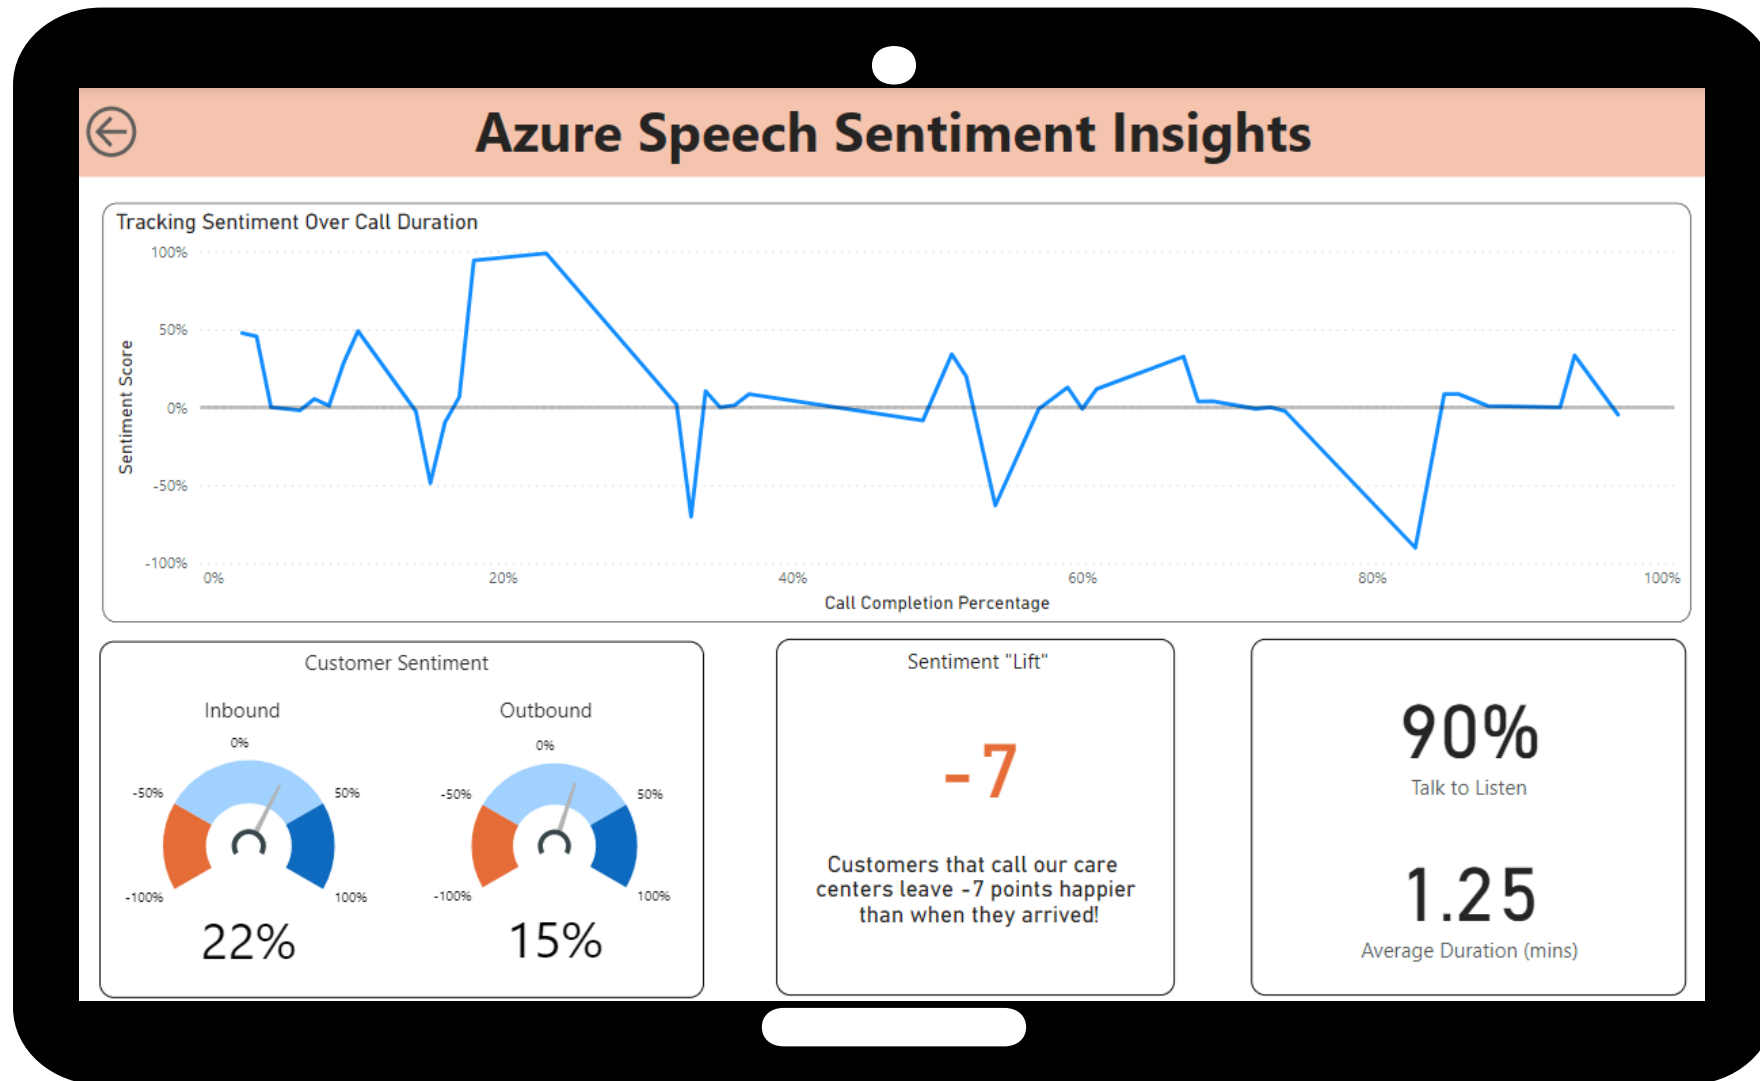 Azure Speech Sentiment Insights
Tracking Sentiment Over Call Duration
Sentiment Score
100%
50%
0%
-50%
-100%
0% 20% 40% 60% 80% 100%
Call Completion Percentage
Customer Sentiment
Inbound
0%
-50% 50%
-100% 100%
22%
Outbound
0%
-50% 50%
-100% 100%
15%
Sentiment "Lift"
-7
Customers that call our care
centers leave -7 points happier
than when they arrived!
90%
Talk to Listen
1.25
Average Duration (mins)